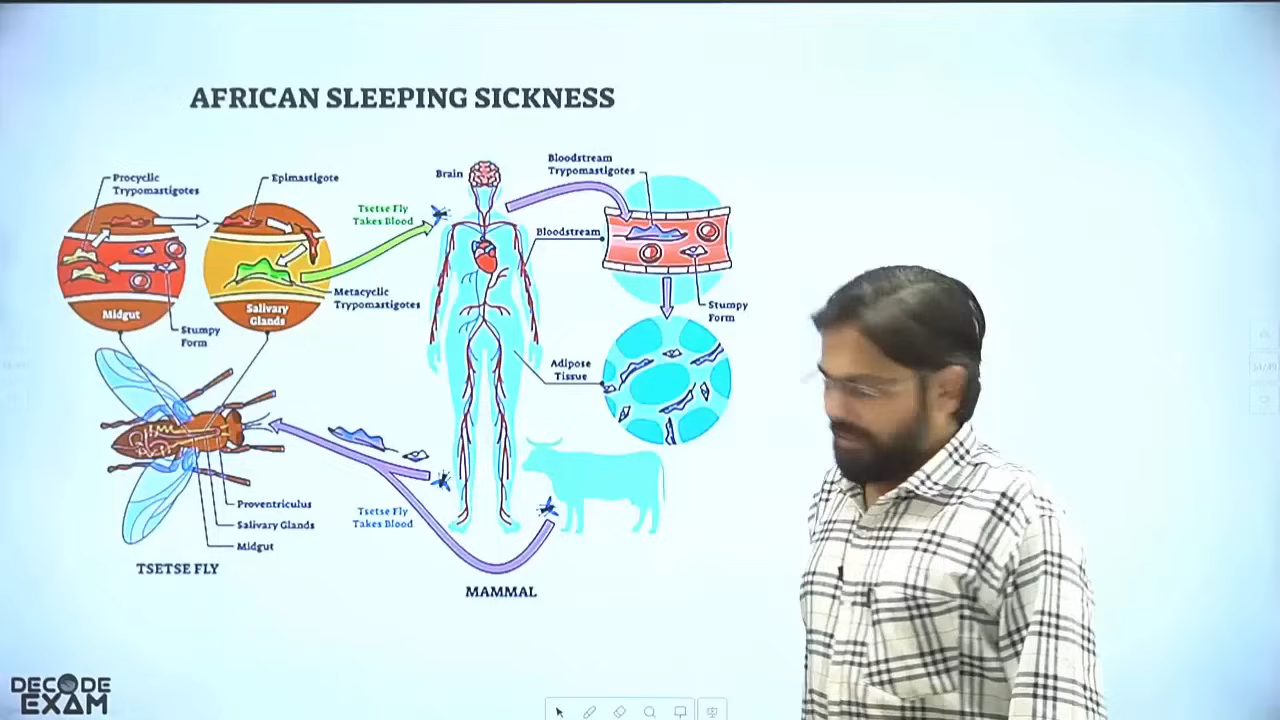 AFRICAN SLEEPING SICKNESS
Procyclic
Trypomastigotes
Epimastigote
Tsetse Fly
Takes Blood
Brain
Bloodstream
Trypomastigotes
Bloodstream
Midgut
Salivary
Glands
Metacyclic
Trypomastigotes
Stumpy
Form
Stumpy
Form
Adipose
Tissue
Tsetse Fly
Takes Blood
Proventriculus
Salivary Glands
Midgut
TSETSE FLY
MAMMAL
DECODE
EXAM